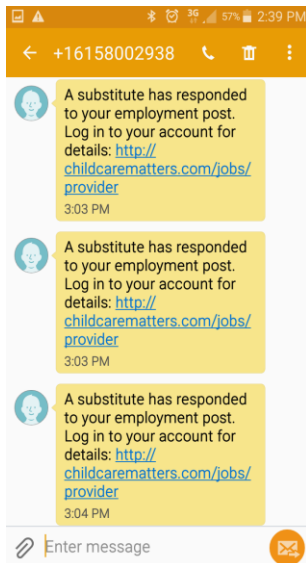 3G 57% 2:39 PM
+16158002938
A substitute has responded
to your employment post.
Log in to your account for
details: http://
childcarematters.com/jobs/
provider
3:03 PM
A substitute has responded
to your employment post.
Log in to your account for
details: http://
childcarematters.com/jobs/
provider
3:03 PM
A substitute has responded
to your employment post.
Log in to your account for
details: http://
childcarematters.com/jobs/
provider
3:04 PM
Enter message